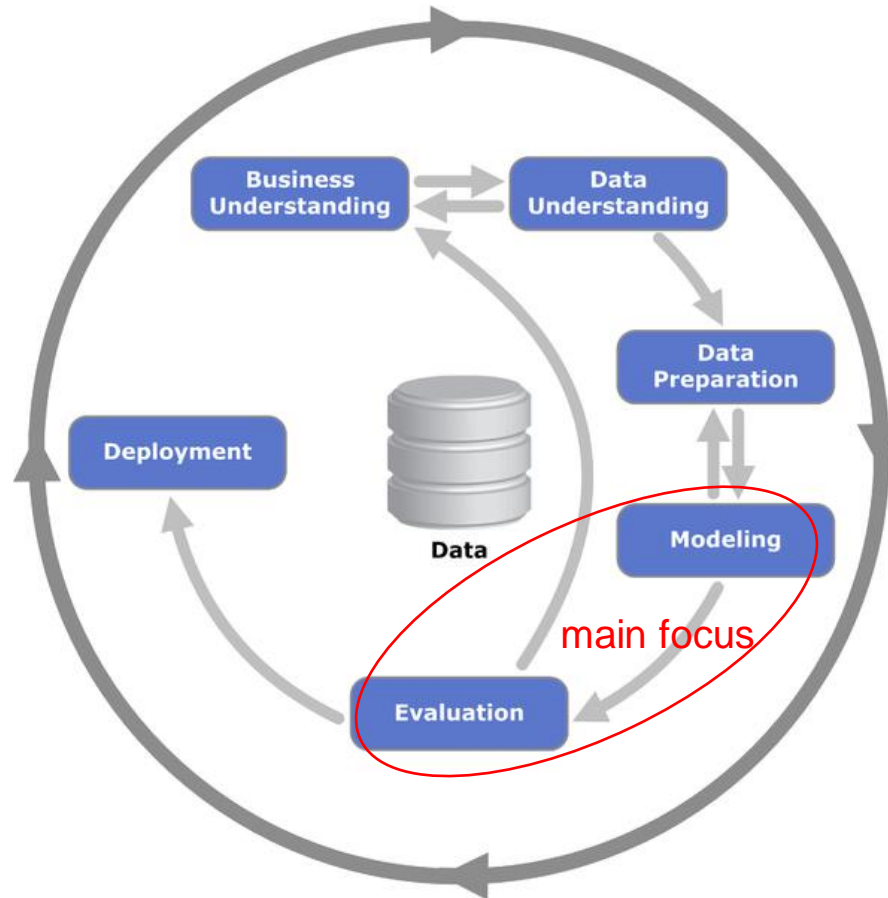 Business
Understanding
Data
Understanding
Data
Preparation
Deployment
Modeling
Data
main focus
Evaluation